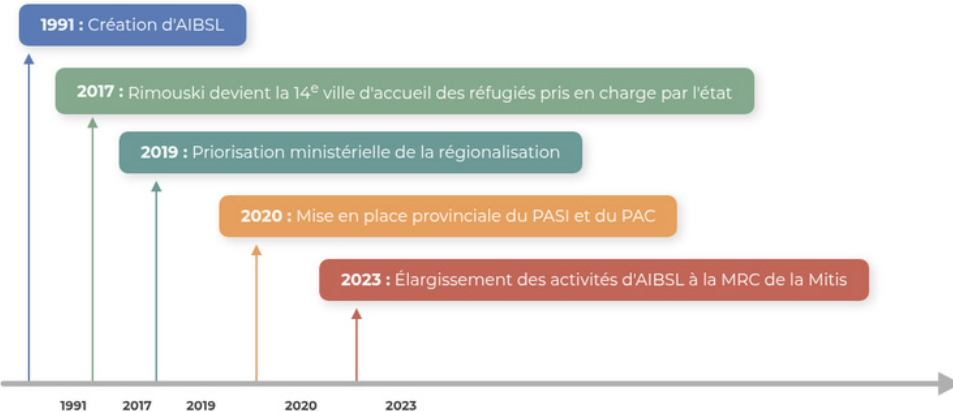 1991 : Création d'AIBSL
2017 : Rimouski devient la 14e ville d'accueil des réfugiés pris en charge par l'état
2019 : Priorisation ministérielle de la régionalisation
2020 : Mise en place provinciale du PASI et du PAC
2023 : Élargissement des activités d'AIBSL à la MRC de la Mitis
1991 2017 2019 2020 2023